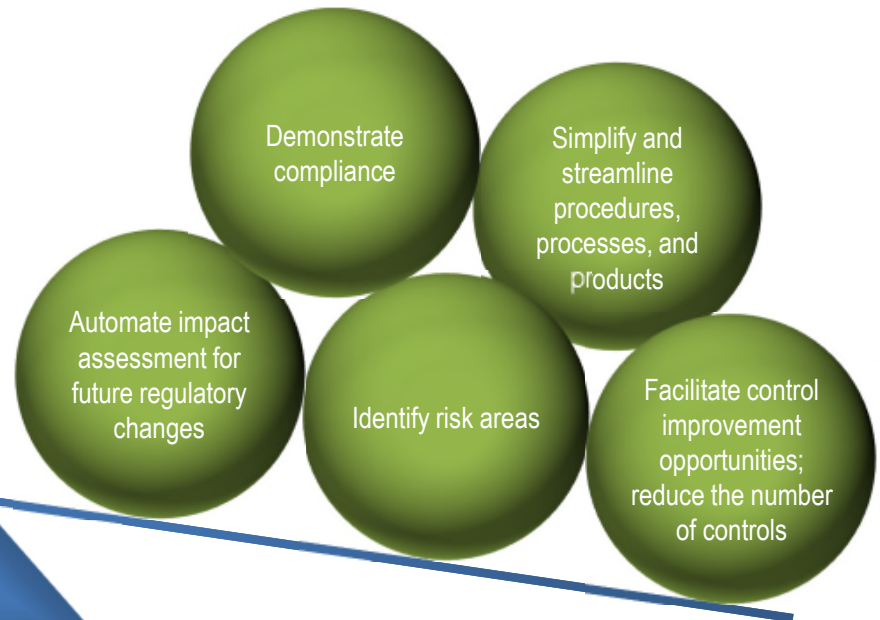 Demonstrate
compliance
Simplify and
streamline
procedures,
processes, and
products
Automate impact
assessment for
future regulatory
changes
Identify risk areas
Facilitate control
improvement
opportunities;
reduce the number
of controls